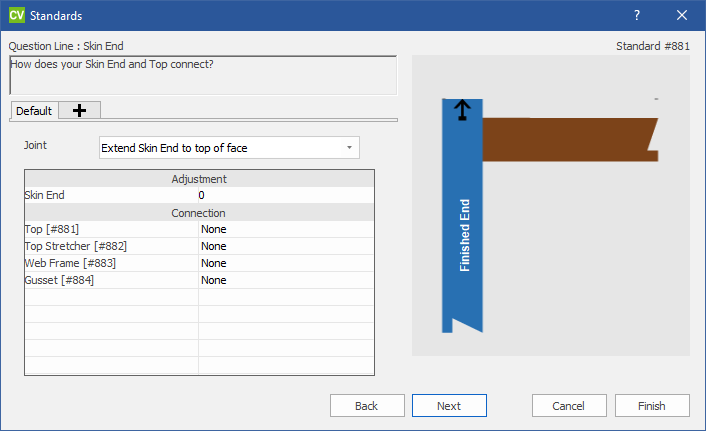 CV Standards ?
Question Line : Skin End Standard #881
How does your Skin End and Top connect?
Default
Joint Extend Skin End to top of face
Adjustment
Skin End 0
Connection
Top [#881] None
Top Stretcher [#882] None
Web Frame [#883] None
Gusset [#884] None
Finished End
Back Next Cancel Finish